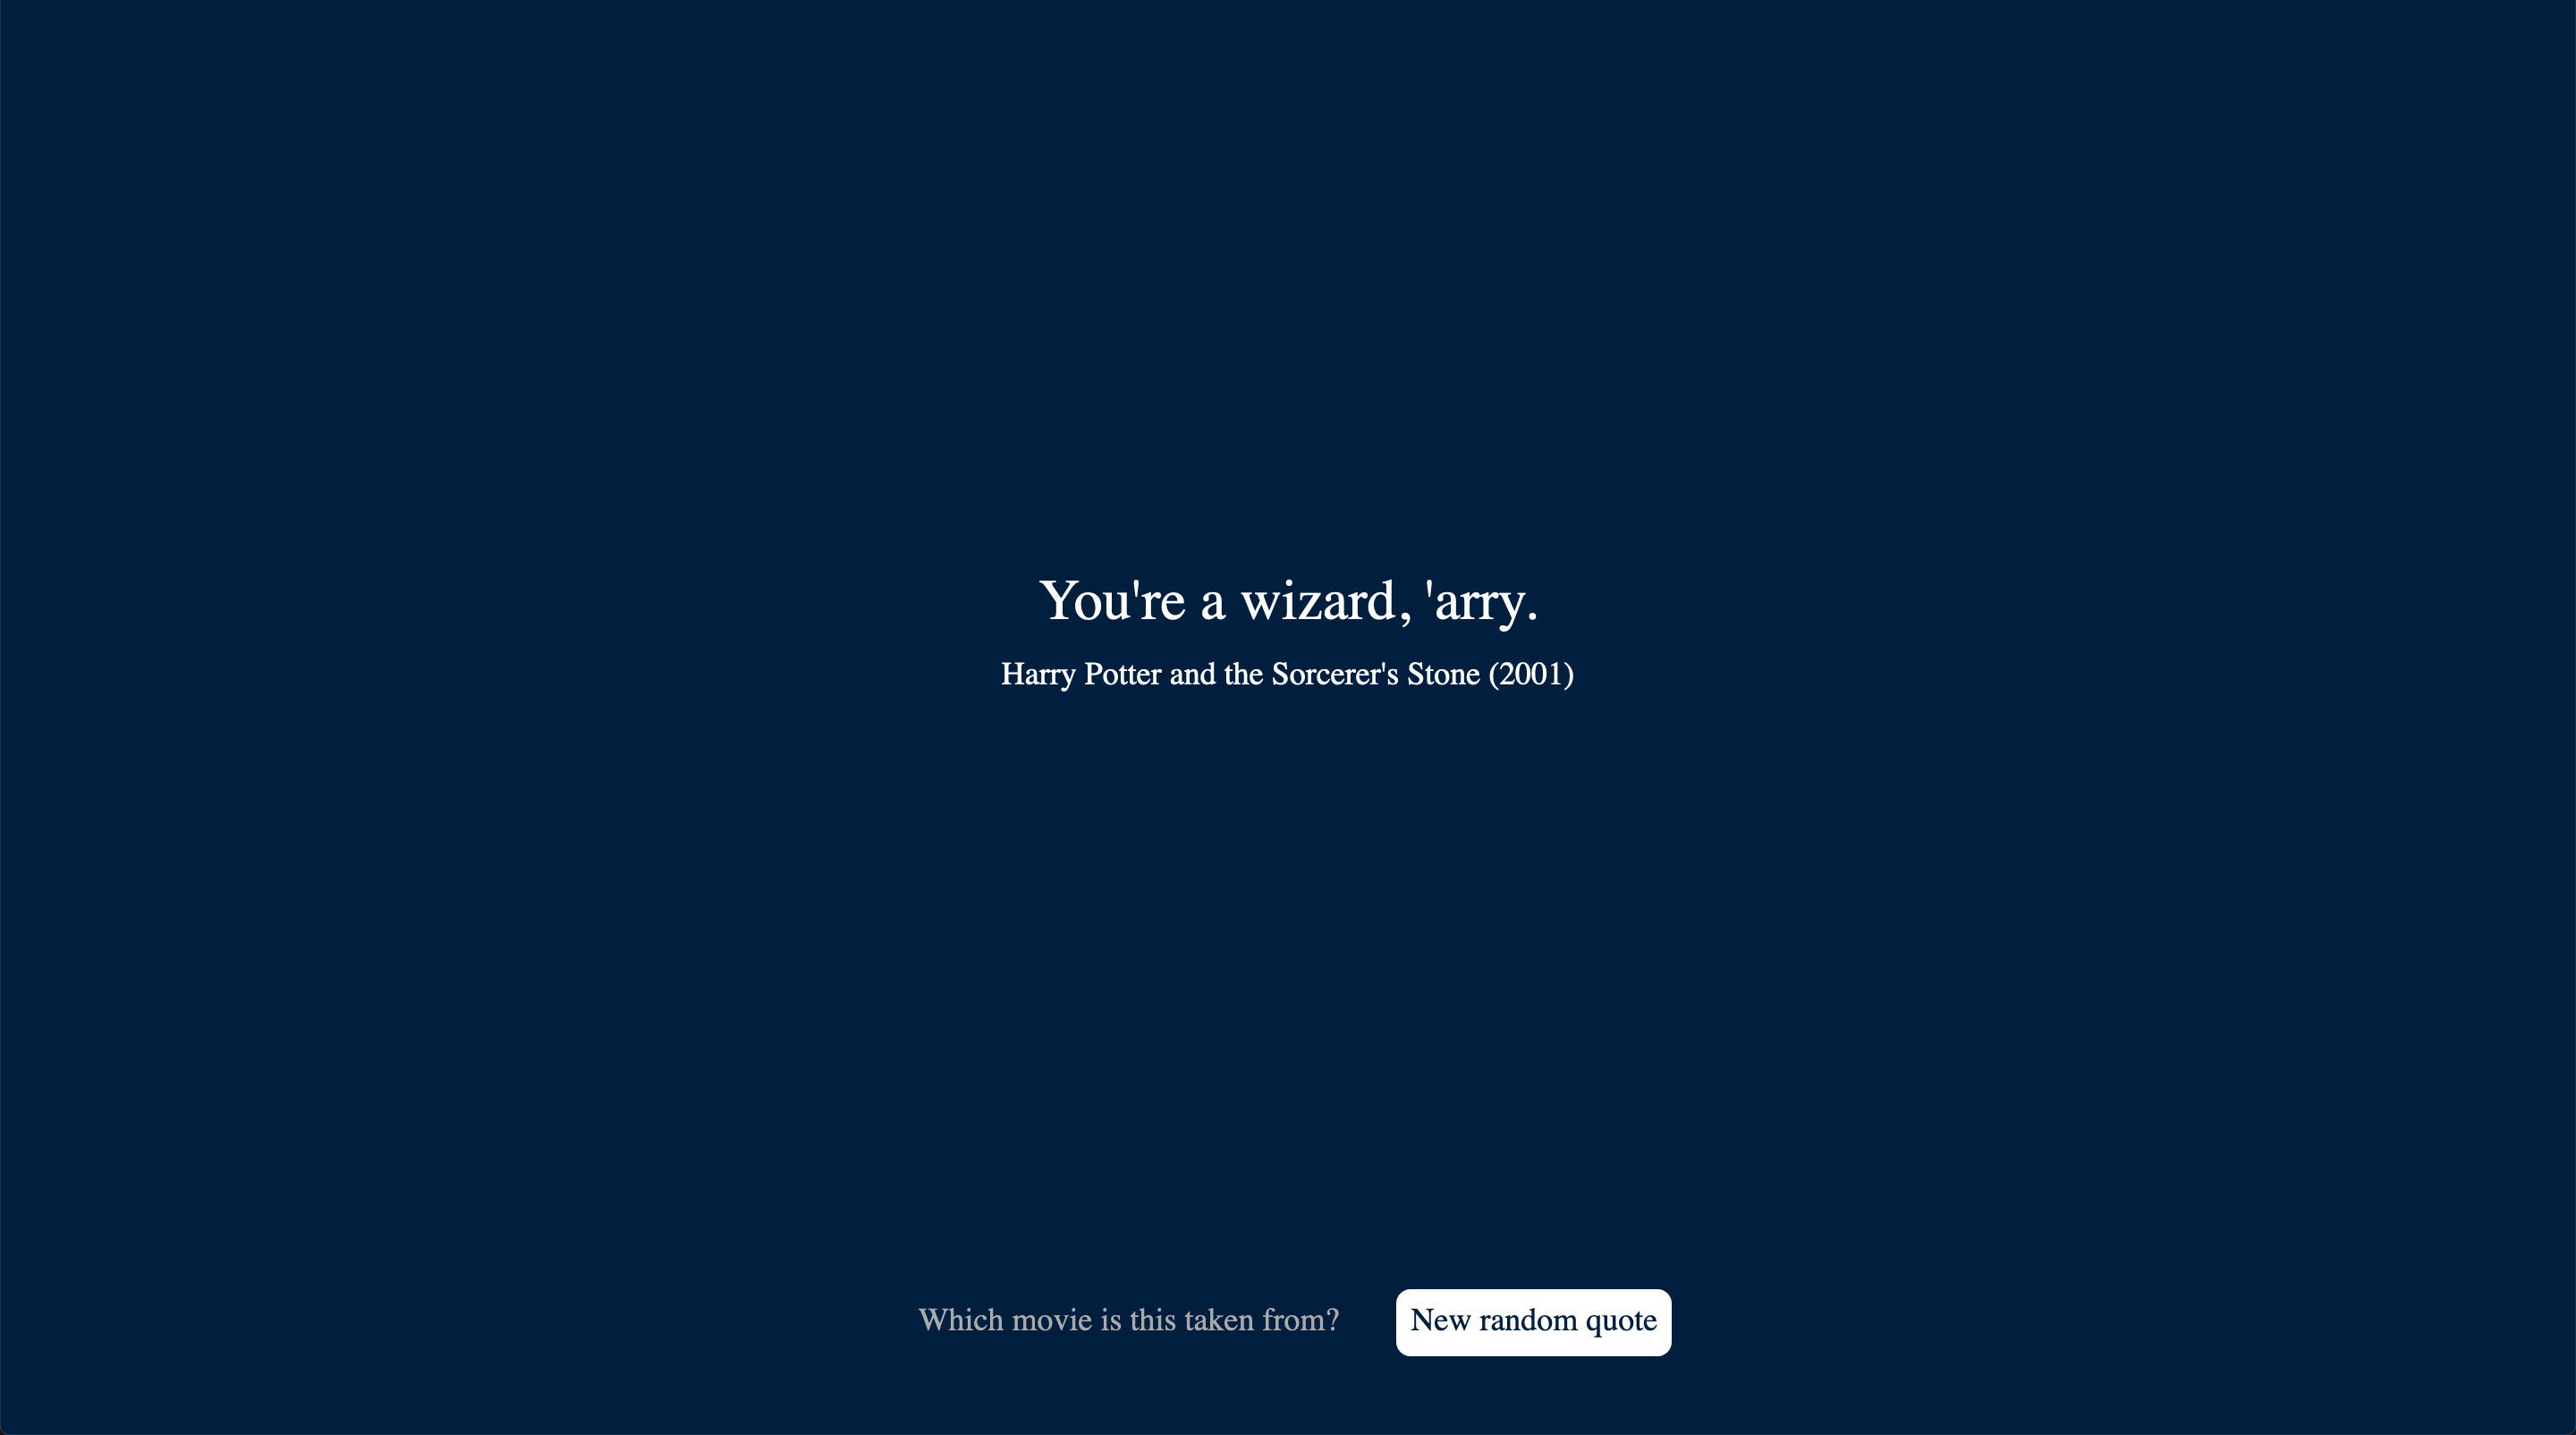 You're a wizard, 'arry.
Harry Potter and the Sorcerer's Stone (2001)
Which movie is this taken from?
New random quote